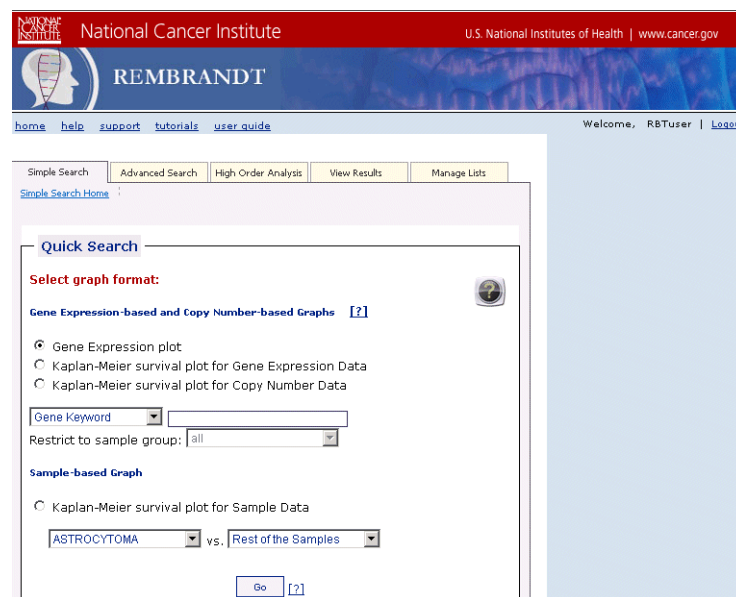 NATIONAL CANCER INSTITUTE National Cancer Institute U.S. National Institutes of Health | www.cancer.gov
REMBRANDT
home help support tutorials user guide Welcome, RBTuser |
Simple Search Advanced Search High Order Analysis View Results Manage Lists
Simple Search Home
Quick Search
Select graph format:
Gene Expression-based and Copy Number-based Graphs [?]
Gene Expression plot
Kaplan-Meier survival plot for Gene Expression Data
Kaplan-Meier survival plot for Copy Number Data
Gene Keyword
Restrict to sample group: all
Sample-based Graph
Kaplan-Meier survival plot for Sample Data
ASTROCYTOMA vs. Rest of the Samples
Go [?]